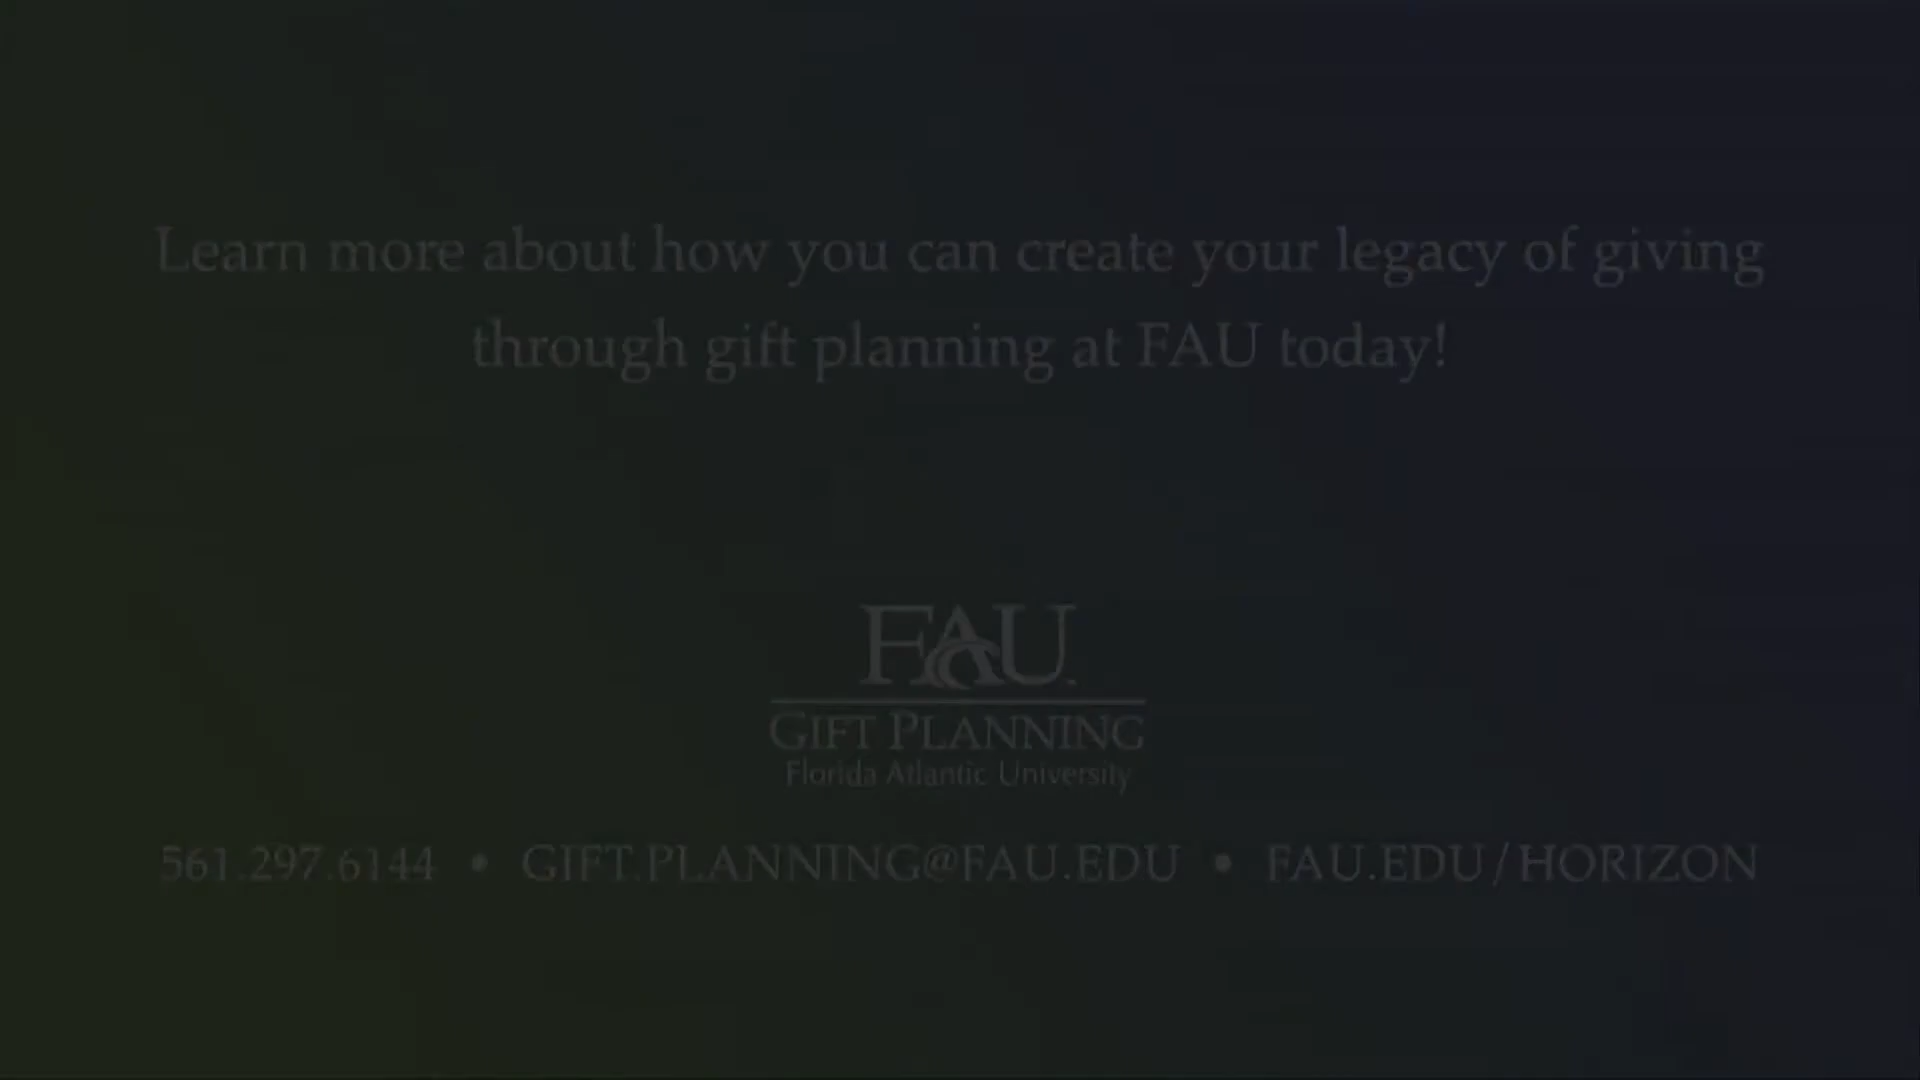 Learn more about how you can create your legacy of giving
through gift planning at FAU today!
FAU
GIFT PLANNING
Florida Atlantic University
561.297.6144 • GIFT.PLANNING@FAU.EDU • FAU.EDU/HORIZON